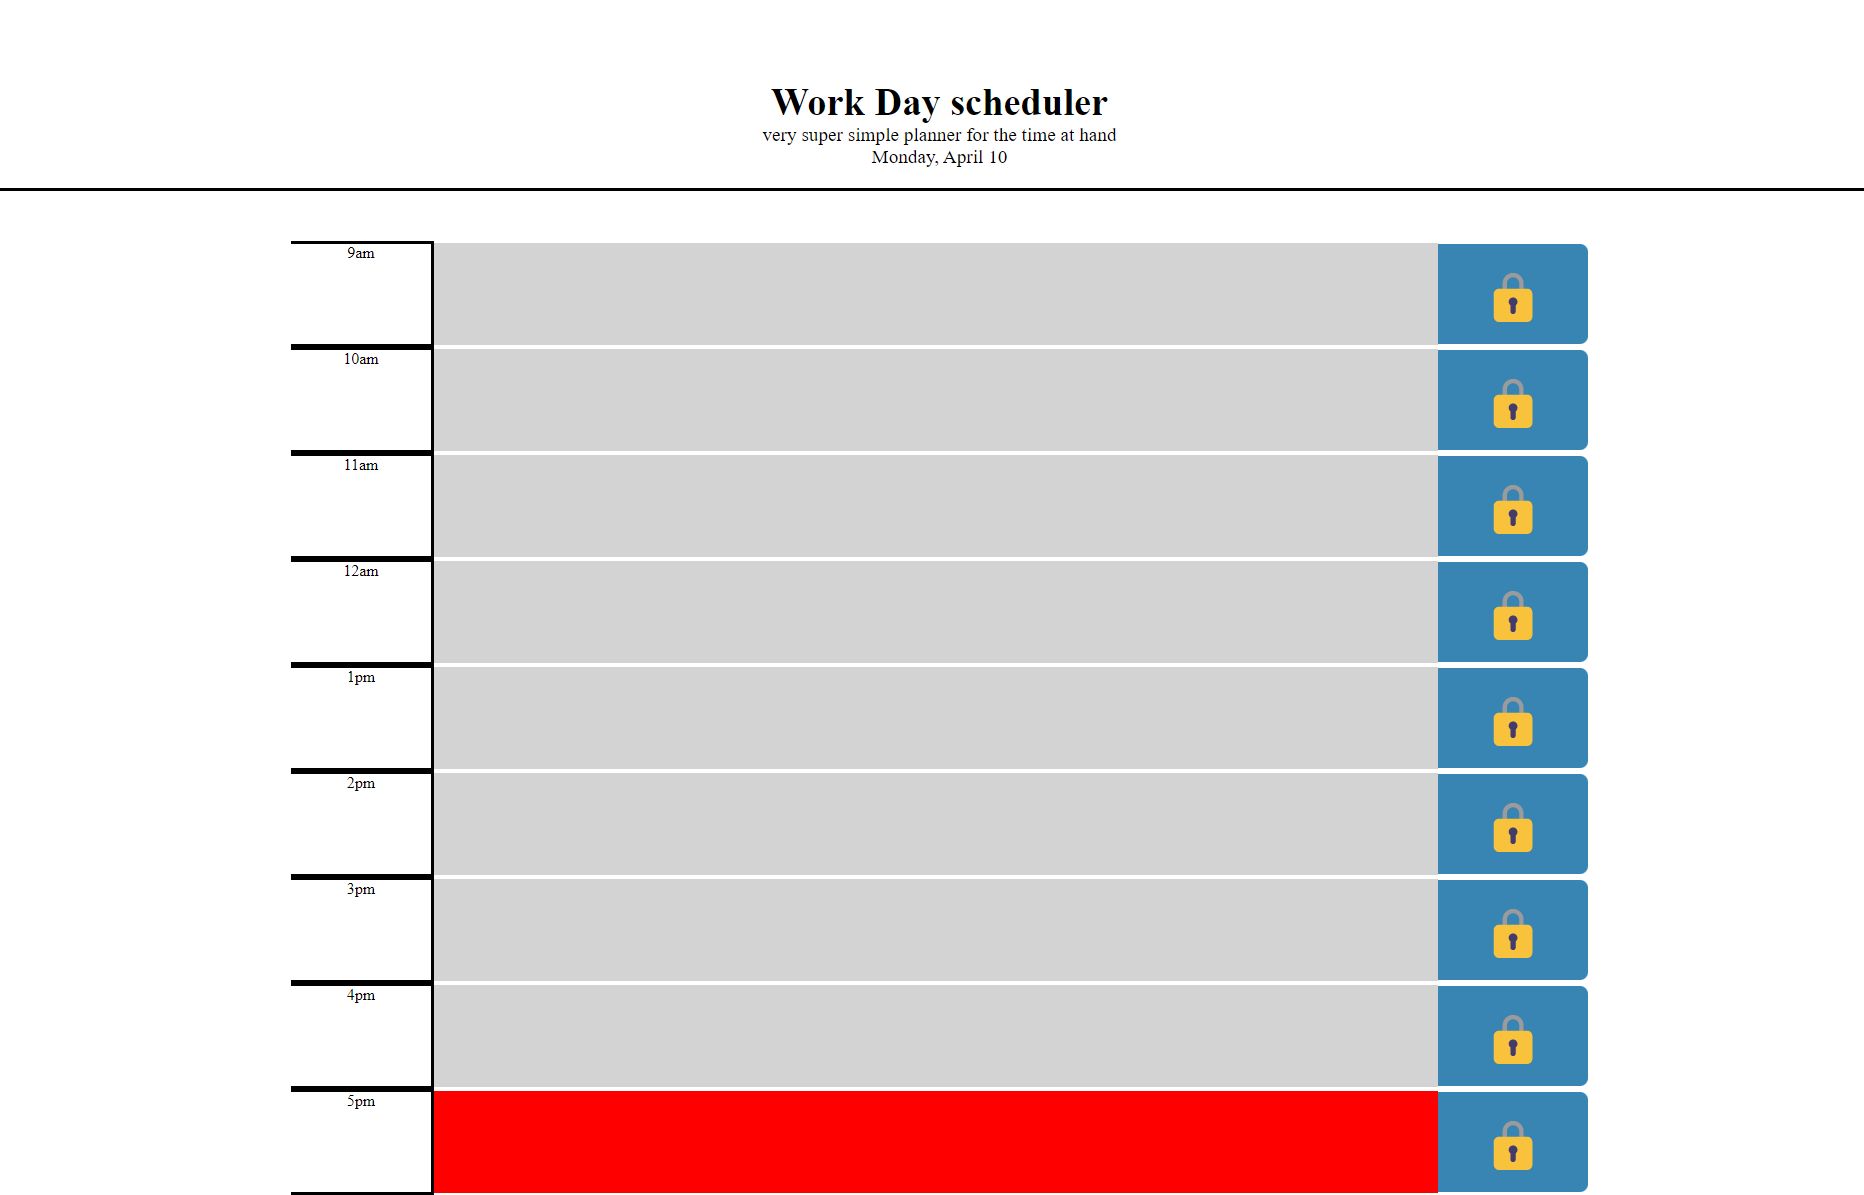 Work Day scheduler
very super simple planner for the time at hand
Monday, April 10
9am
10am
11am
12am
1pm
2pm
3pm
4pm
5pm